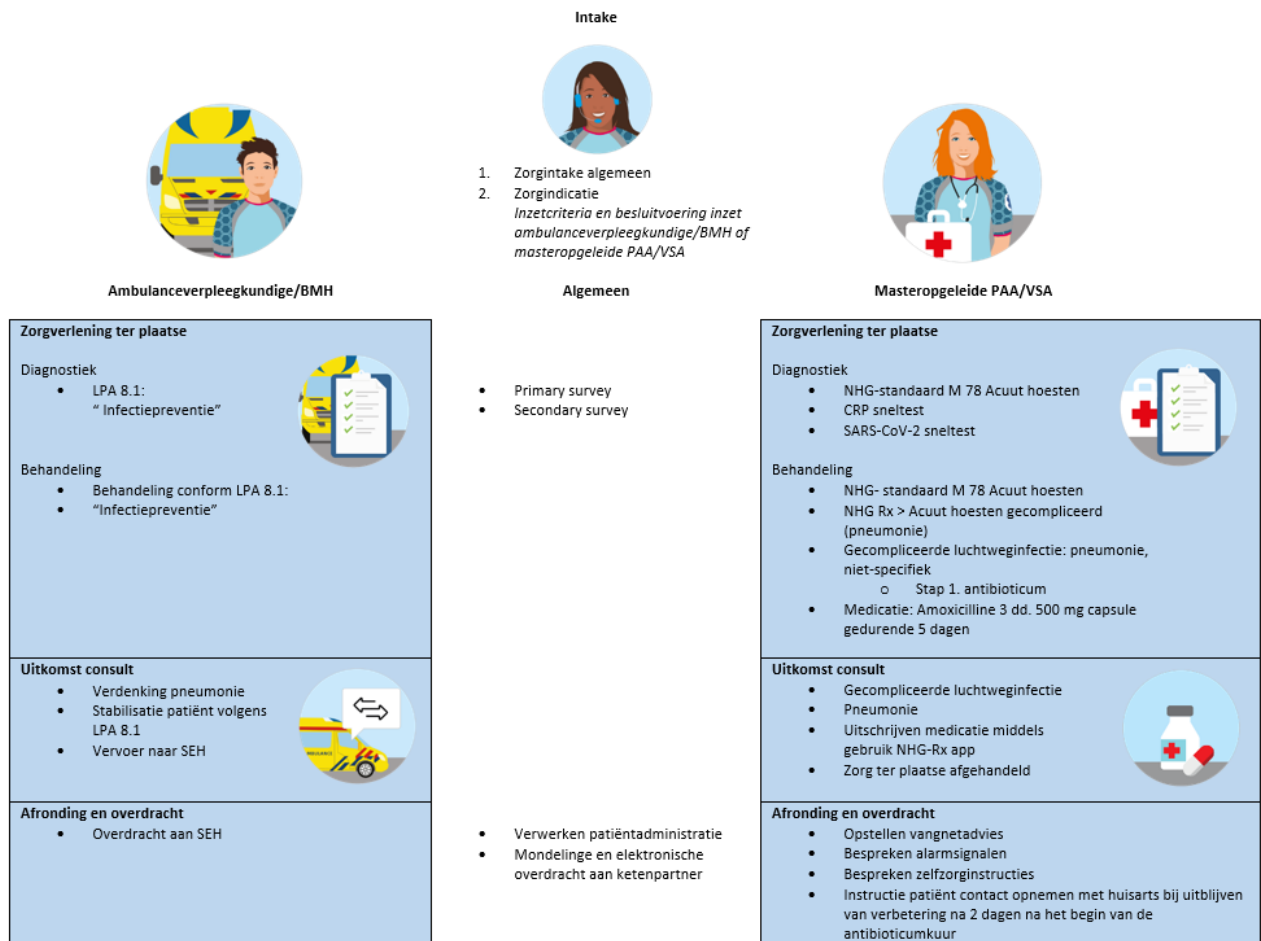 Intake
1. Zorgintake algemeen
2. Zorgindicatie
Inzetcriteria en besluitvoering inzet
ambulanceverpleegkundige/BMH of
masteropgeleide PAA/VSA
Ambulanceverpleegkundige/BMH
Algemeen
Masteropgeleide PAA/VSA
Zorgverlening ter plaatse
Diagnostiek
• LPA 8.1:
“ Infectiepreventie”
Behandeling
• Behandeling conform LPA 8.1:
• “Infectiepreventie”
• Primary survey
• Secondary survey
Zorgverlening ter plaatse
Diagnostiek
• NHG-standaard M 78 Acuut hoesten
• CRP sneltest
• SARS-CoV-2 sneltest
Behandeling
• NHG- standaard M 78 Acuut hoesten
• NHG Rx > Acuut hoesten gecompliceerd
(pneumonie)
• Gecompliceerde luchtweginfectie: pneumonie,
niet-specifiek
o Stap 1. antibioticum
• Medicatie: Amoxicilline 3 dd. 500 mg capsule
gedurende 5 dagen
Uitkomst consult
• Verdenking pneumonie
• Stabilisatie patiënt volgens
LPA 8.1
• Vervoer naar SEH
AMBULANCE
Uitkomst consult
• Gecompliceerde luchtweginfectie
• Pneumonie
• Uitschrijven medicatie middels
gebruik NHG-Rx app
• Zorg ter plaatse afgehandeld
Afronding en overdracht
• Overdracht aan SEH
• Verwerken patiëntadministratie
• Mondelinge en elektronische
overdracht aan ketenpartner
Afronding en overdracht
• Opstellen vangnetadvies
• Bespreken alarmsignalen
• Bespreken zelfzorginstructies
• Instructie patiënt contact opnemen met huisarts bij uitblijven
van verbetering na 2 dagen na het begin van de
antibioticumkuur